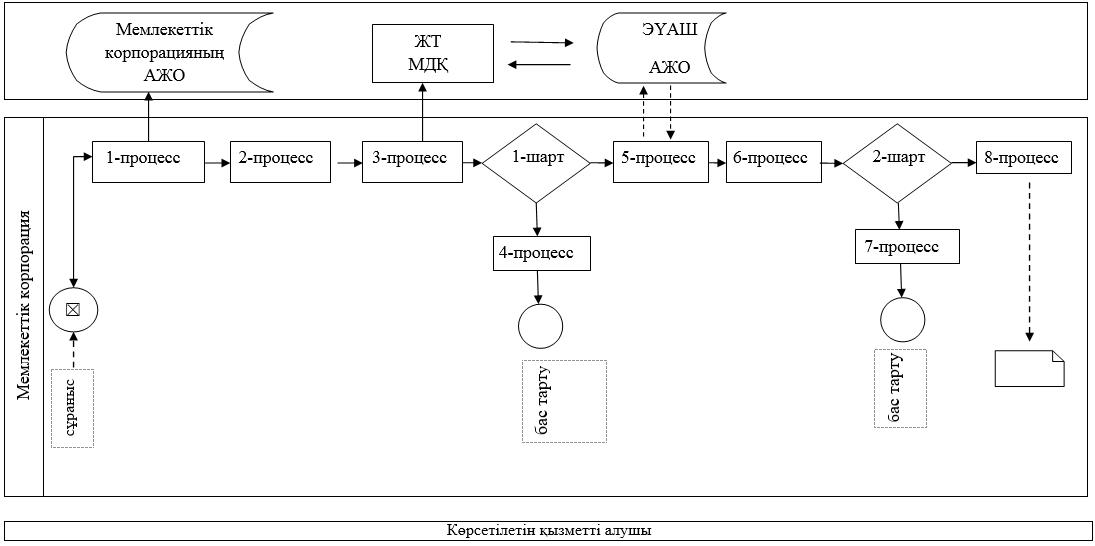 Мемлекеттік
корпорацияның
АЖО
ЖТ
МДҚ
ЭҮАШ
АЖО
Мемлекеттік корпорация
1-процесс
2-процесс
3-процесс
1-шарт
5-процесс
6-процесс
2-шарт
8-процесс
4-процесс
7-процесс
сұраныс
бас тарту
бас тарту
Көрсетілетін қызметті алушы